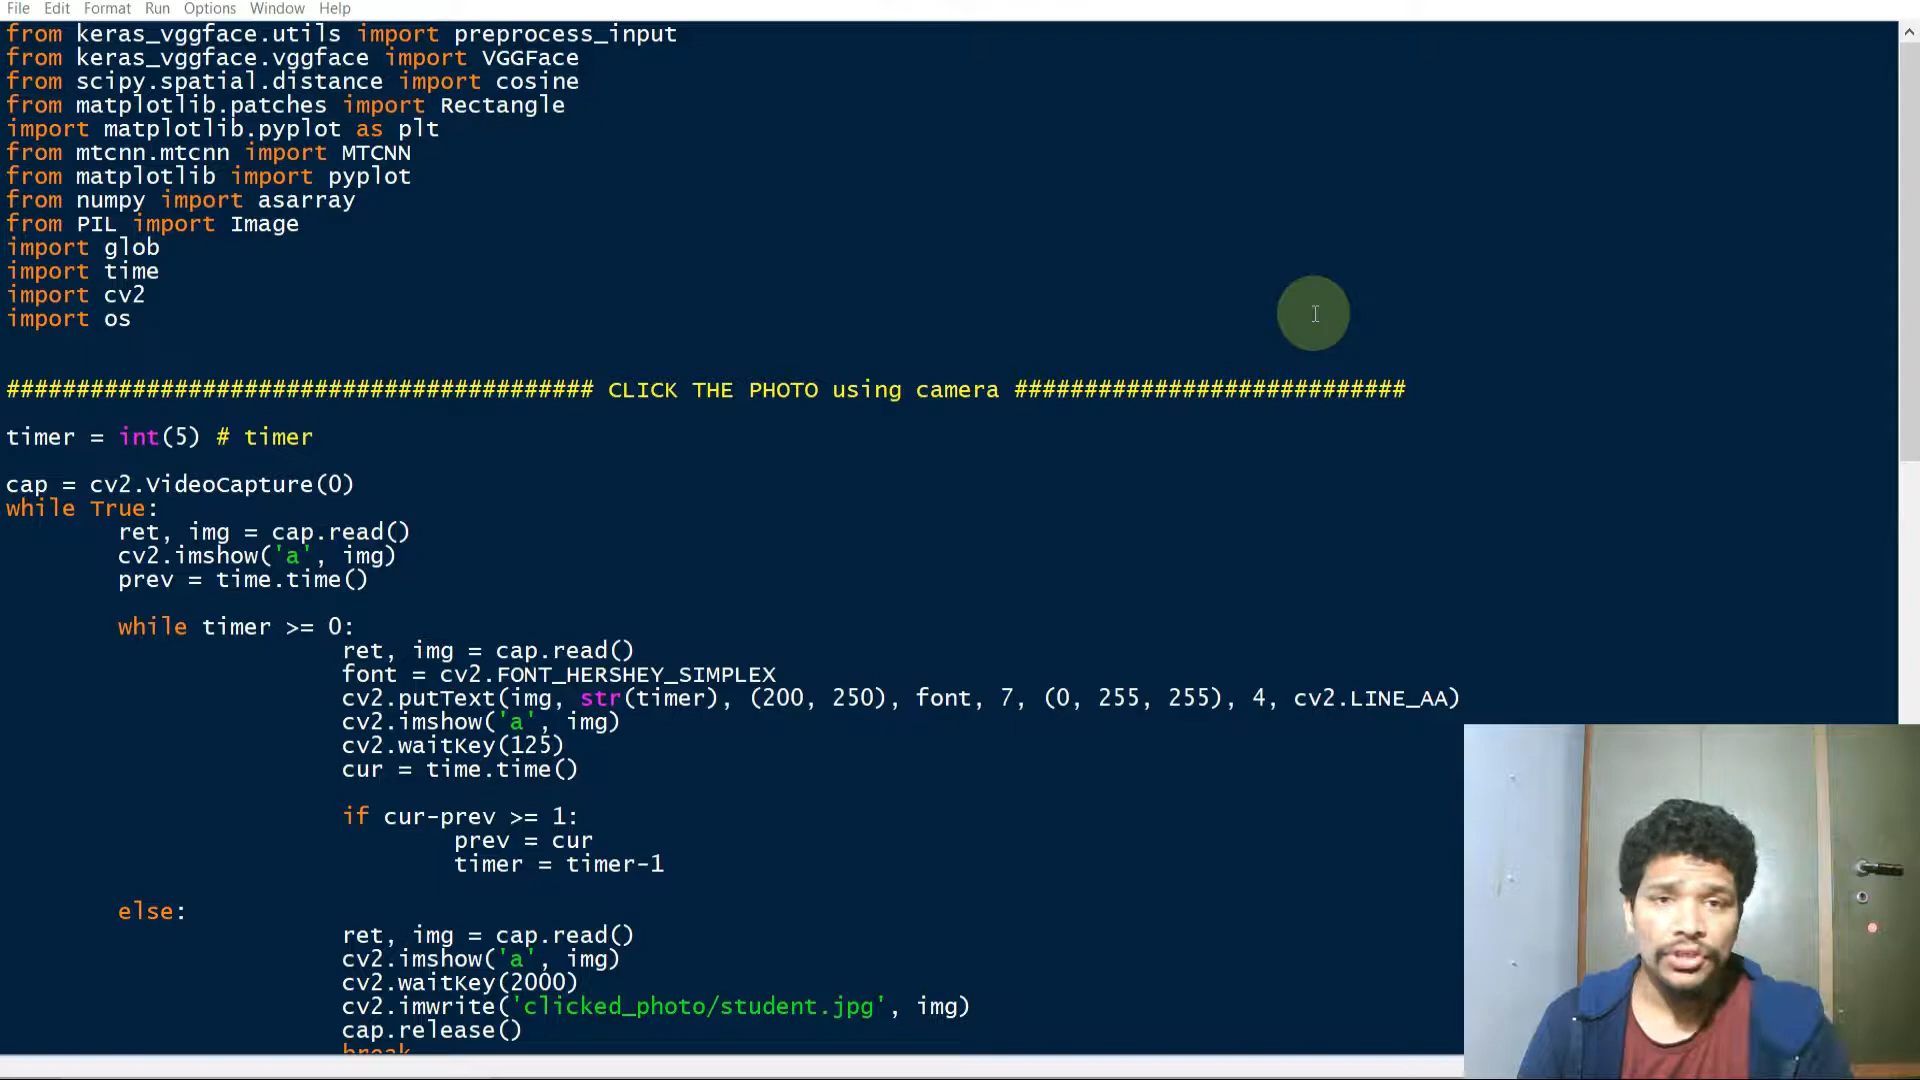 File Edit Format Run Options Window Help
from keras_vggface.utils import preprocess_input
from keras_vggface.vggface import VGGFace
from scipy.spatial.distance import cosine
from matplotlib.patches import Rectangle
import matplotlib.pyplot as plt
from mtcnn.mtcnn import MTCNN
from matplotlib import pyplot
from numpy import asarray
from PIL import Image
import glob
import time
import cv2
import os
########################################## CLICK THE PHOTO using camera ############################
timer = int(5) # timer
cap = cv2.VideoCapture(0)
while True:
ret, img = cap.read()
cv2.imshow('a', img)
prev = time.time()
while timer >= 0:
ret, img = cap.read()
font = cv2.FONT_HERSHEY_SIMPLEX
cv2.putText(img, str(timer), (200, 250), font, 7, (0, 255, 255), 4, cv2.LINE_AA)
cv2.imshow('a', img)
cv2.waitKey(125)
cur = time.time()
if cur-prev >= 1:
prev = cur
timer = timer-1
else:
ret, img = cap.read()
cv2.imshow('a', img)
cv2.waitKey(2000)
cv2.imwrite('clicked_photo/student.jpg', img)
cap.release()
break